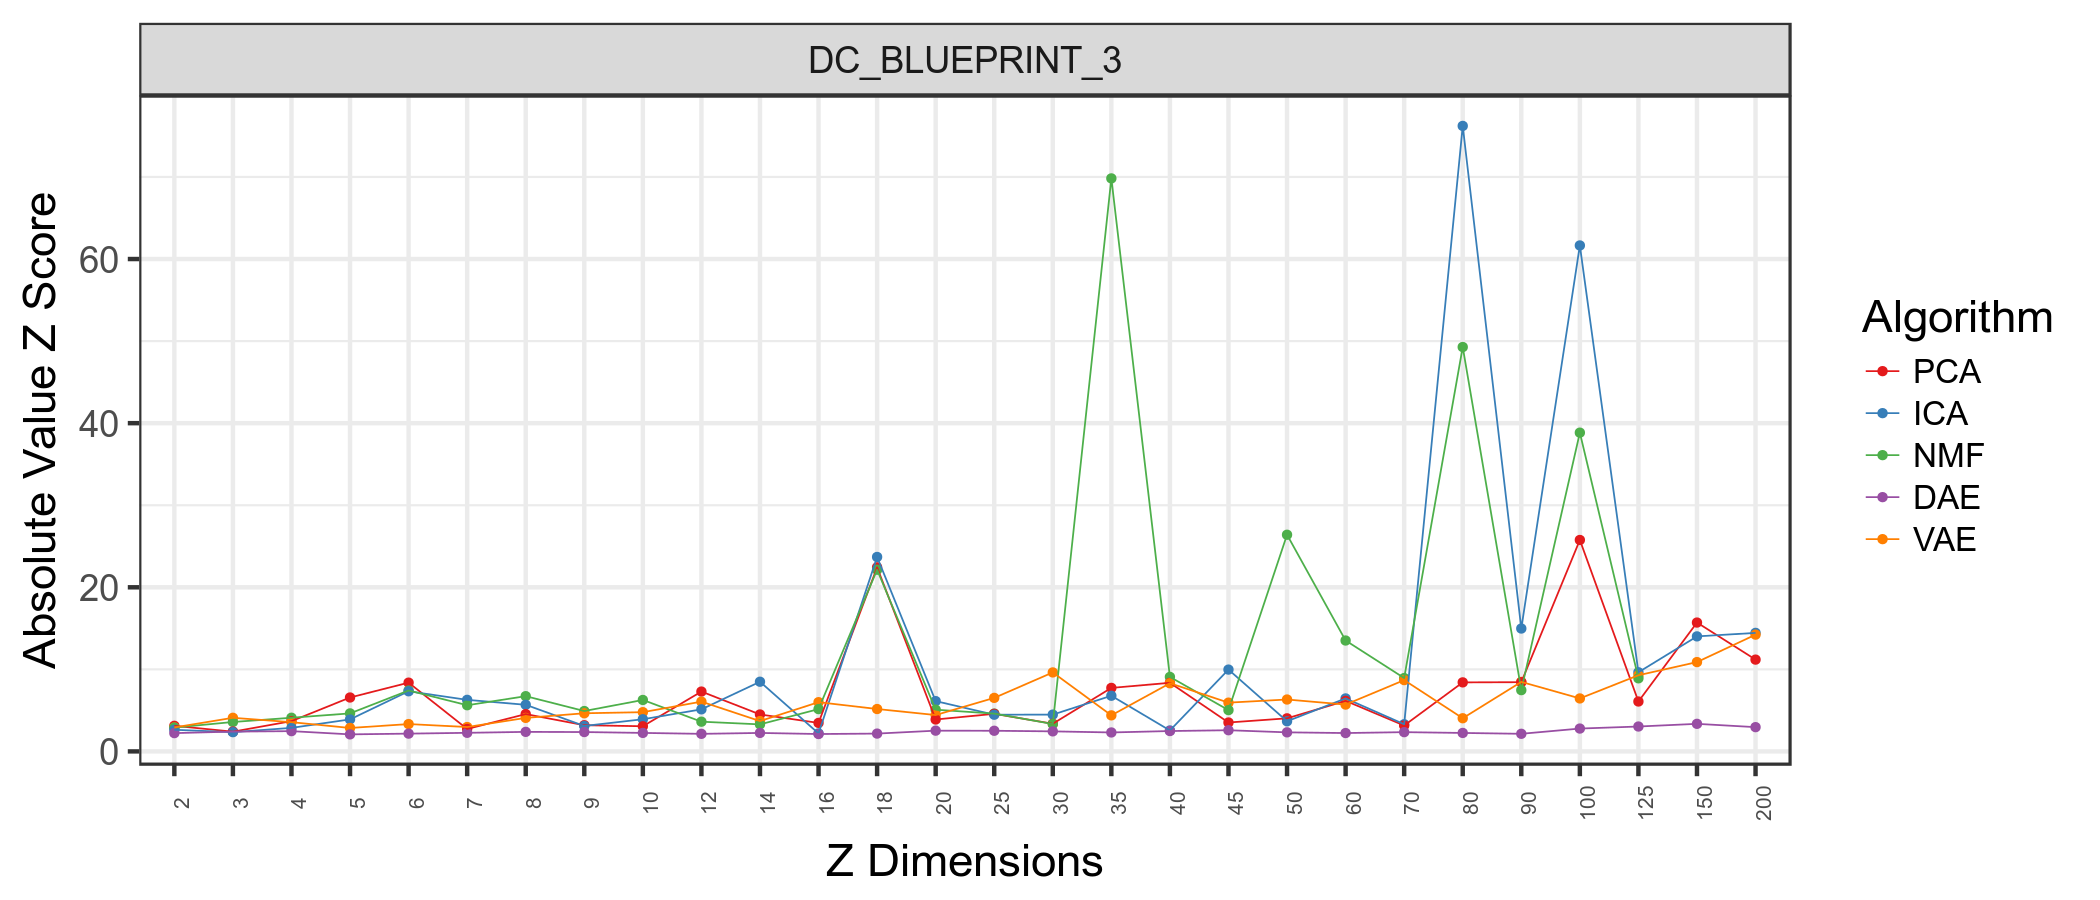 DC_BLUEPRINT_3
Absolute Value Z Score
60
40
20
0
2 3 4 5 6 7 8 9 10 12 14 16 18 20 25 30 35 40 45 50 60 70 80 90 100 125 150 200
Z Dimensions
Algorithm
PCA
ICA
NMF
DAE
VAE